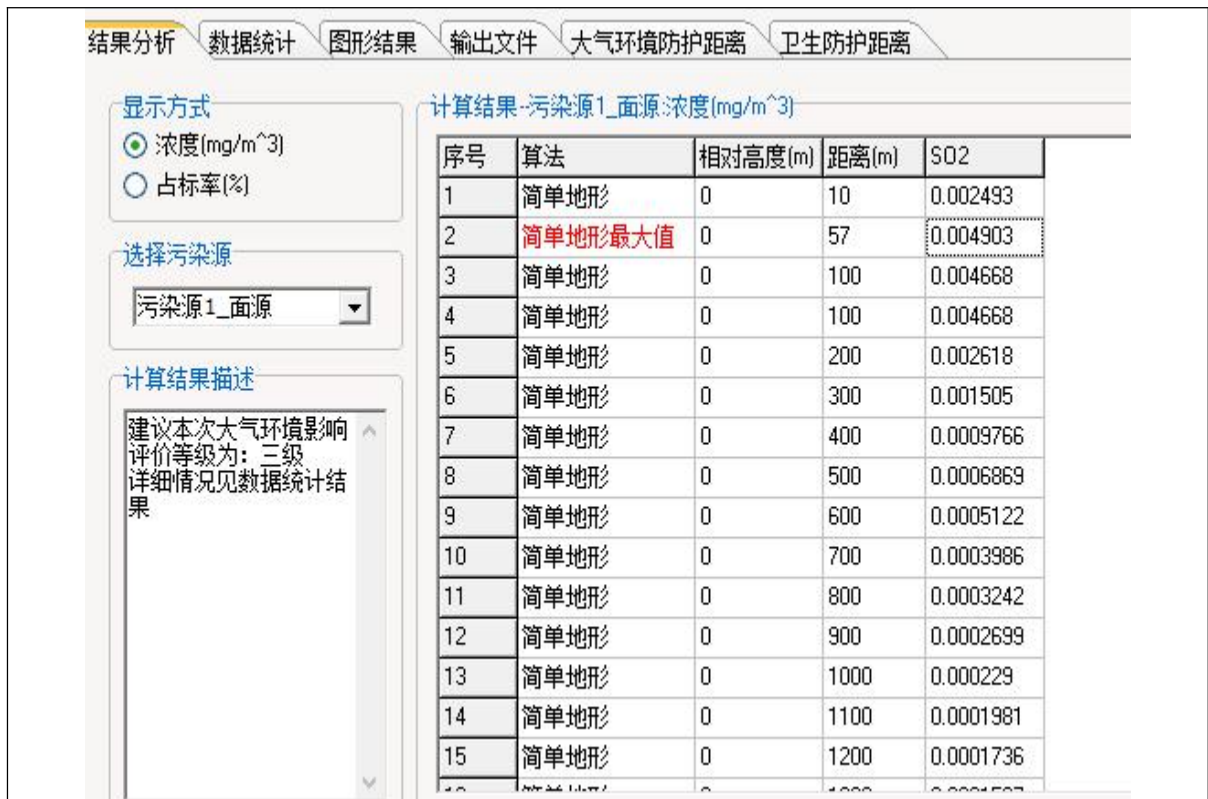 结果分析 数据统计 图形结果 输出文件 大气环境防护距离 卫生防护距离
显示方式
浓度(mg/m^3)
占标率(%)
选择污染源
污染源1_面源
计算结果描述
建议本次大气环境影响
评价等级为：三级
详细情况见数据统计结
果
计算结果-污染源1_面源:浓度(mg/m^3)
序号 算法 相对高度(m) 距离(m) SO2
1 简单地形 0 10 0.002493
2 简单地形最大值 0 57 0.004903
3 简单地形 0 100 0.004668
4 简单地形 0 100 0.004668
5 简单地形 0 200 0.002618
6 简单地形 0 300 0.001505
7 简单地形 0 400 0.0009766
8 简单地形 0 500 0.0006869
9 简单地形 0 600 0.0005122
10 简单地形 0 700 0.0003986
11 简单地形 0 800 0.0003242
12 简单地形 0 900 0.0002699
13 简单地形 0 1000 0.000229
14 简单地形 0 1100 0.0001981
15 简单地形 0 1200 0.0001736